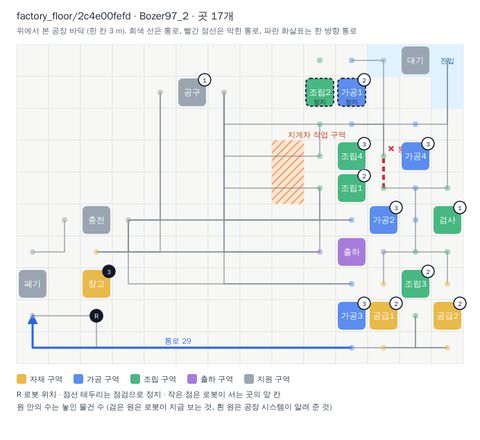 factory_floor/2c4e00fefd · Bozer97_2 · 곳 17개
위에서 본 공장 바닥 (한 칸 3 m). 회색 선은 통로, 빨간 점선은 막힌 통로, 파란 화살표는 한 방향 통로
대기
공구 1
조립2 정지
가공1 2 정지
지게차 작업 구역
조립4 3
가공4 3
조립1 2
충전
가공2 3
검사 1
출하
폐기
창고 3
조립3 2
R
가공3 3
공급1 2
공급2 2
통로 29
자재 구역
가공 구역
조립 구역
출하 구역
지원 구역
R 로봇 위치 · 점선 테두리는 점검으로 정지 · 작은 점은 로봇이 서는 곳의 앞 칸
원 안의 수는 놓인 물건 수 (검은 원은 로봇이 지금 보는 것, 흰 원은 공장 시스템이 알려 준 것)